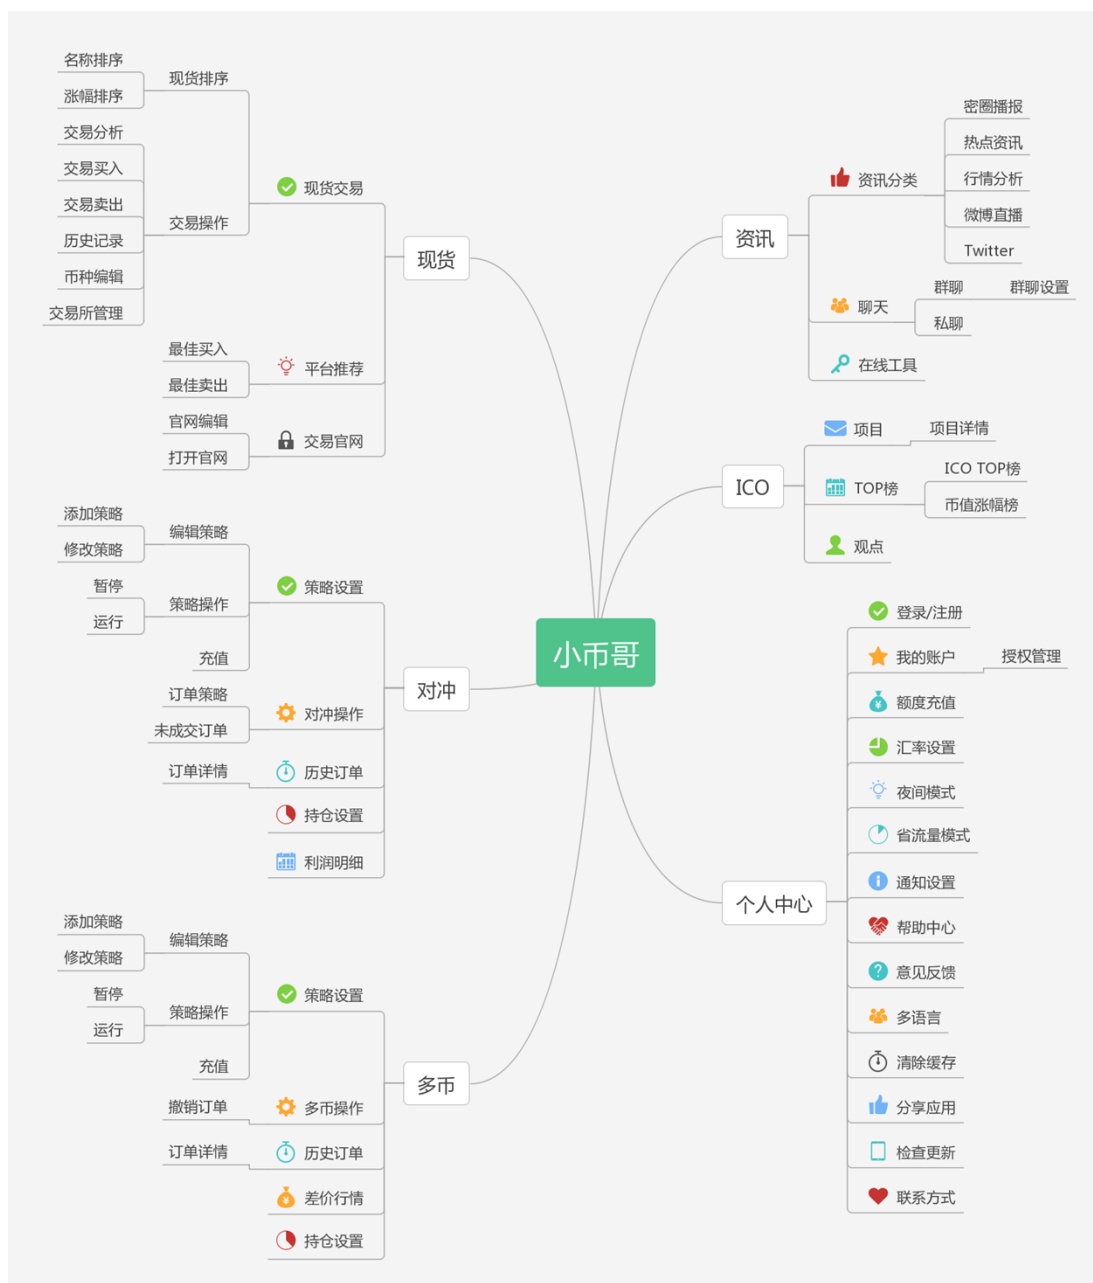 小币哥
现货
现货交易
现货排序
名称排序
涨幅排序
交易操作
交易分析
交易买入
交易卖出
历史记录
币种编辑
交易所管理
平台推荐
最佳买入
最佳卖出
交易官网
官网编辑
打开官网
对冲
策略设置
编辑策略
添加策略
修改策略
策略操作
暂停
运行
充值
对冲操作
订单策略
未成交订单
历史订单
订单详情
持仓设置
利润明细
多币
策略设置
编辑策略
添加策略
修改策略
策略操作
暂停
运行
充值
多币操作
撤销订单
历史订单
订单详情
差价行情
持仓设置
资讯
资讯分类
密圈播报
热点资讯
行情分析
微博直播
Twitter
聊天
群聊
群聊设置
私聊
在线工具
ICO
项目
项目详情
TOP榜
ICO TOP榜
币值涨幅榜
观点
个人中心
登录/注册
我的账户
授权管理
额度充值
汇率设置
夜间模式
省流量模式
通知设置
帮助中心
意见反馈
多语言
清除缓存
分享应用
检查更新
联系方式